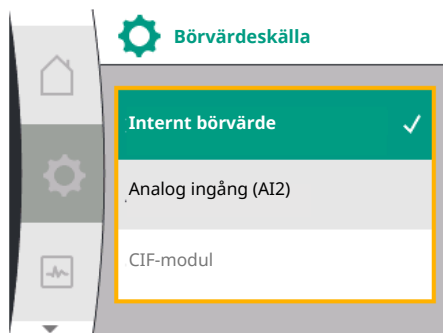 Börvärdeskälla
Internt börvärde
Analog ingång (AI2)
CIF-modul